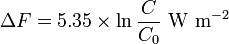 ΔF = 5.35 × ln C/C₀ W m⁻²